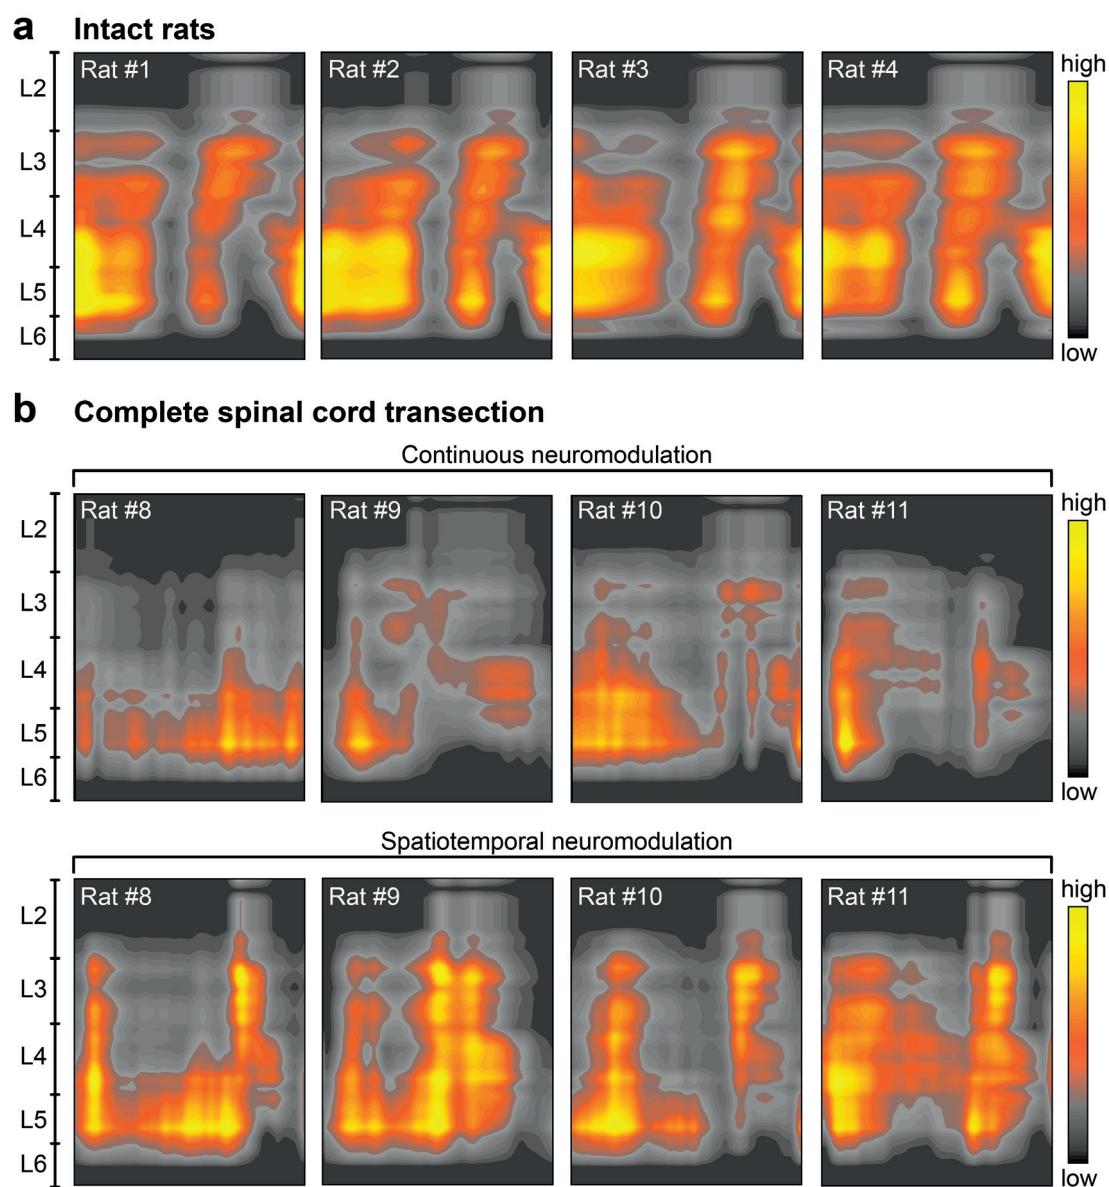 a Intact rats
Rat #1 Rat #2 Rat #3 Rat #4 high
L2
L3
L4
L5
L6
low
b Complete spinal cord transection
Continuous neuromodulation
Rat #8 Rat #9 Rat #10 Rat #11 high
L2
L3
L4
L5
L6
low
Spatiotemporal neuromodulation
Rat #8 Rat #9 Rat #10 Rat #11 high
L2
L3
L4
L5
L6
low